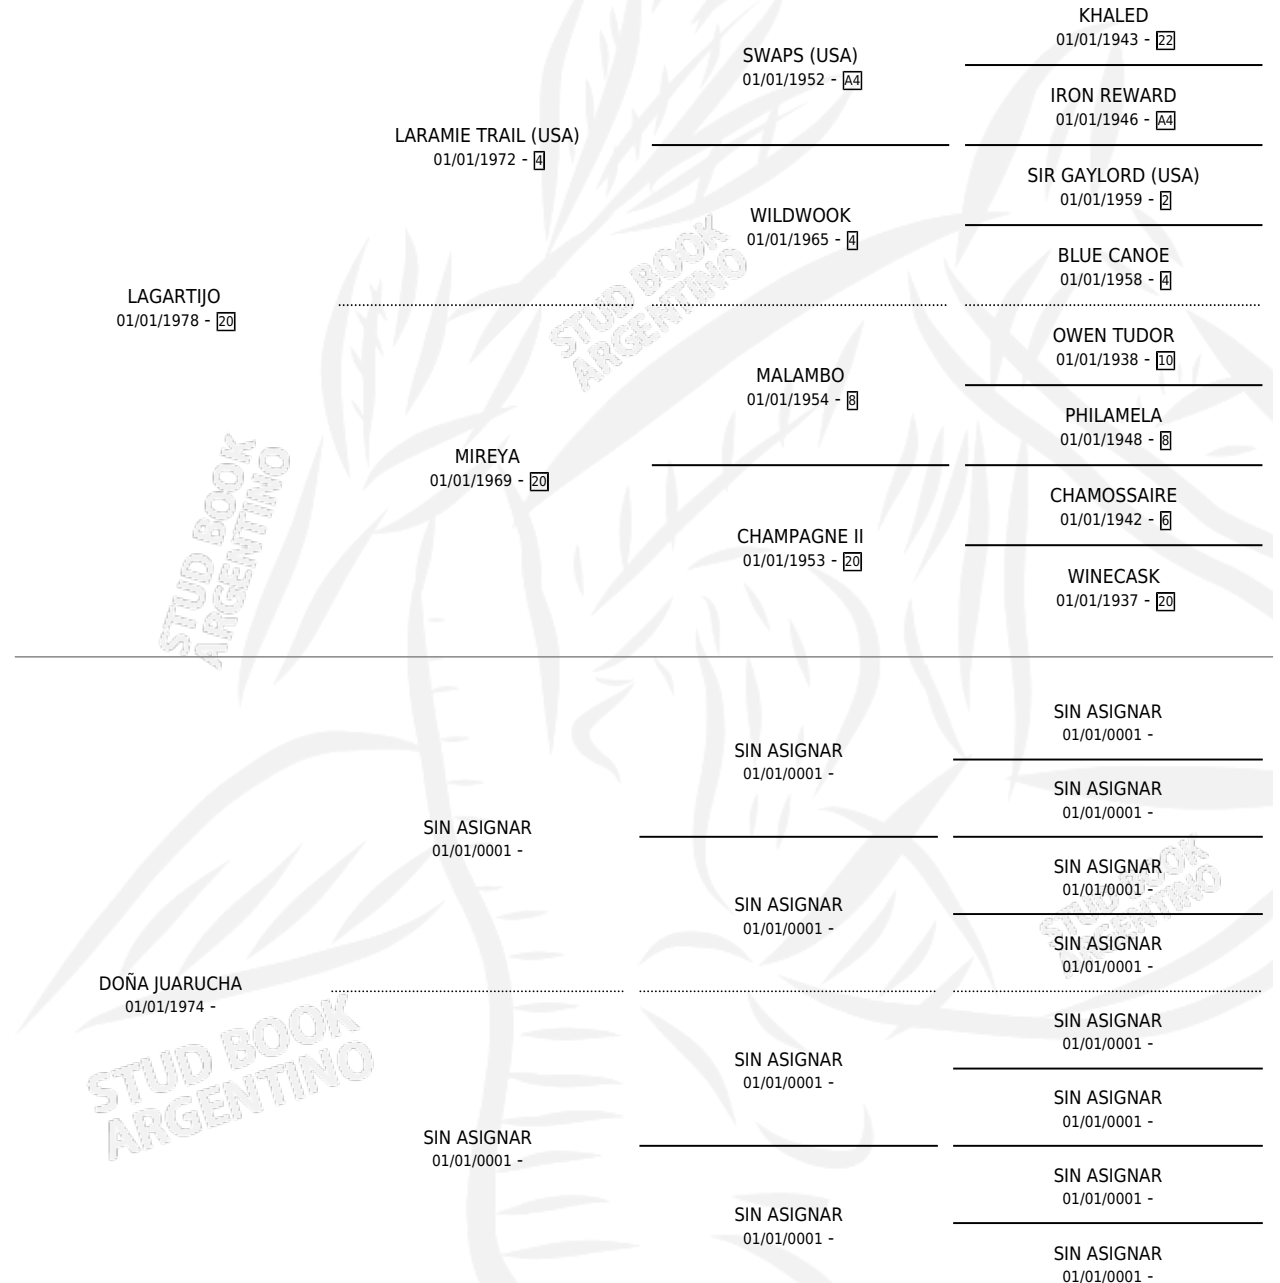 KHALED
01/01/1943 - 22
SWAPS (USA)
01/01/1952 - A4
IRON REWARD
01/01/1946 - A4
LARAMIE TRAIL (USA)
01/01/1972 - 4
SIR GAYLORD (USA)
01/01/1959 - 2
WILDWOOK
01/01/1965 - 4
BLUE CANOE
01/01/1958 - 4
LAGARTIJO
01/01/1978 - 20
OWEN TUDOR
01/01/1938 - 10
MALAMBO
01/01/1954 - 8
PHILAMELA
01/01/1948 - 8
MIREYA
01/01/1969 - 20
CHAMOSSAIRE
01/01/1942 - 6
CHAMPAGNE II
01/01/1953 - 20
WINECASK
01/01/1937 - 20
SIN ASIGNAR
01/01/0001 -
SIN ASIGNAR
01/01/0001 -
SIN ASIGNAR
01/01/0001 -
SIN ASIGNAR
01/01/0001 -
SIN ASIGNAR
01/01/0001 -
SIN ASIGNAR
01/01/0001 -
SIN ASIGNAR
01/01/0001 -
DOÑA JUARUCHA
01/01/1974 -
SIN ASIGNAR
01/01/0001 -
SIN ASIGNAR
01/01/0001 -
SIN ASIGNAR
01/01/0001 -
SIN ASIGNAR
01/01/0001 -
SIN ASIGNAR
01/01/0001 -
SIN ASIGNAR
01/01/0001 -
SIN ASIGNAR
01/01/0001 -
STUD BOOK
ARGENTINO
STUD BOOK
ARGENTINO
STUD BOOK
ARGENTINO
STUD BOOK
ARGENTINO